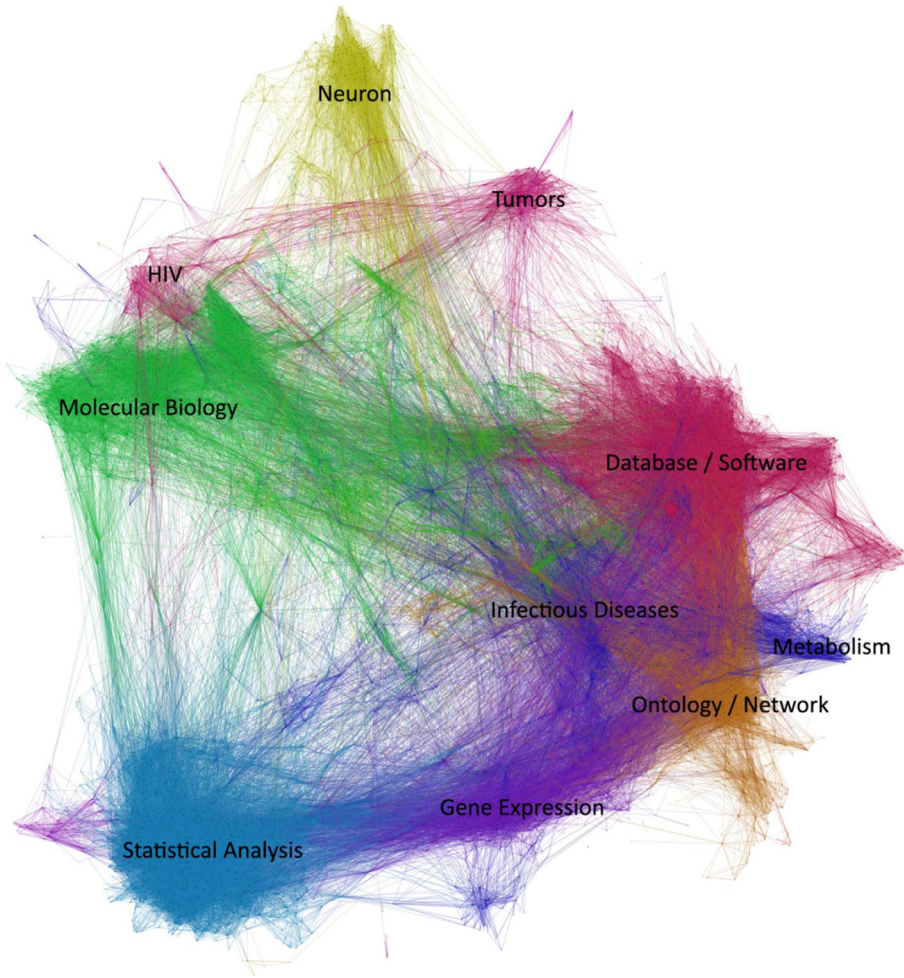 Neuron
Tumors
HIV
Molecular Biology
Database / Software
Infectious Diseases
Metabolism
Ontology / Network
Gene Expression
Statistical Analysis